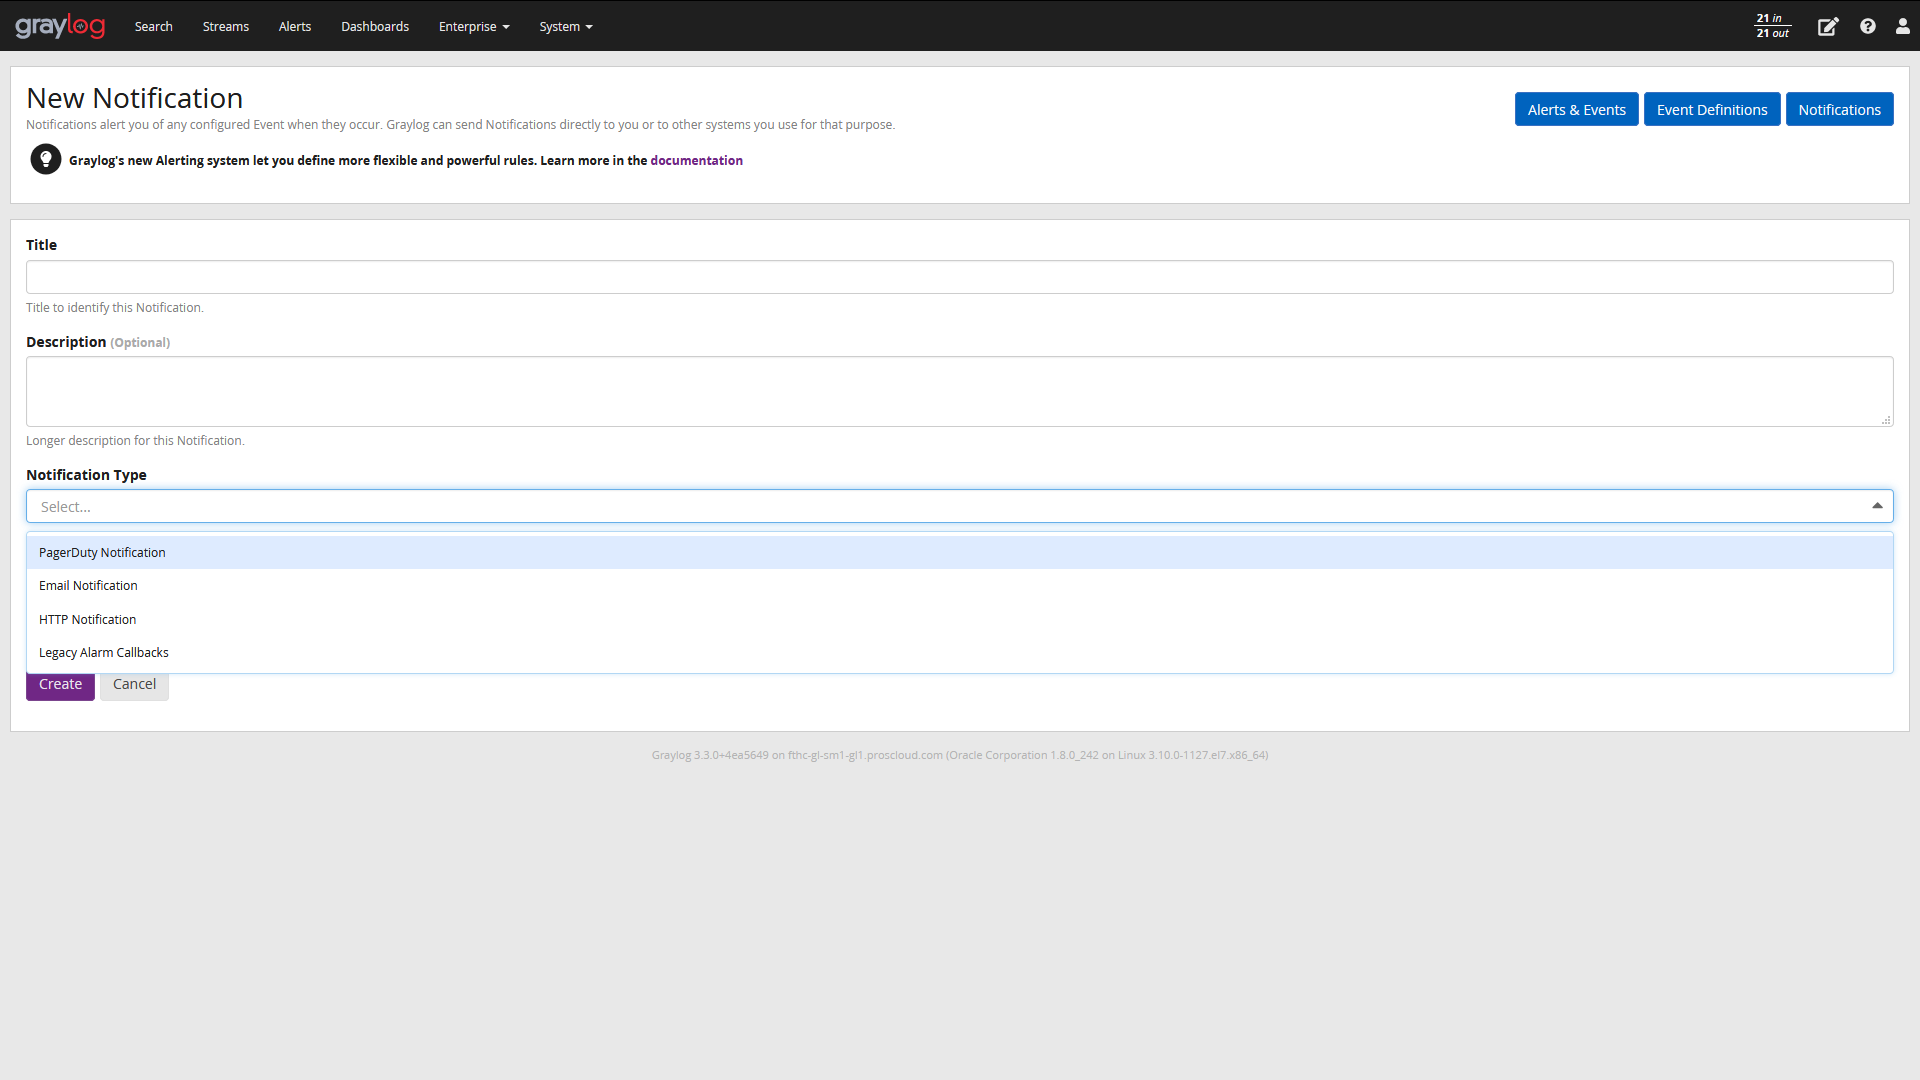 graylog Search Streams Alerts Dashboards Enterprise System 21 in
21 out
New Notification
Notifications alert you of any configured Event when they occur. Graylog can send Notifications directly to you or to other systems you use for that purpose.
Alerts & Events Event Definitions Notifications
Graylog's new Alerting system let you define more flexible and powerful rules. Learn more in the documentation
Title
Title to identify this Notification.
Description (Optional)
Longer description for this Notification.
Notification Type
Select...
PagerDuty Notification
Email Notification
HTTP Notification
Legacy Alarm Callbacks
Create Cancel
Graylog 3.3.0+4ea5649 on fthc-gl-sm1-gl1.proscloud.com (Oracle Corporation 1.8.0_242 on Linux 3.10.0-1127.el7.x86_64)